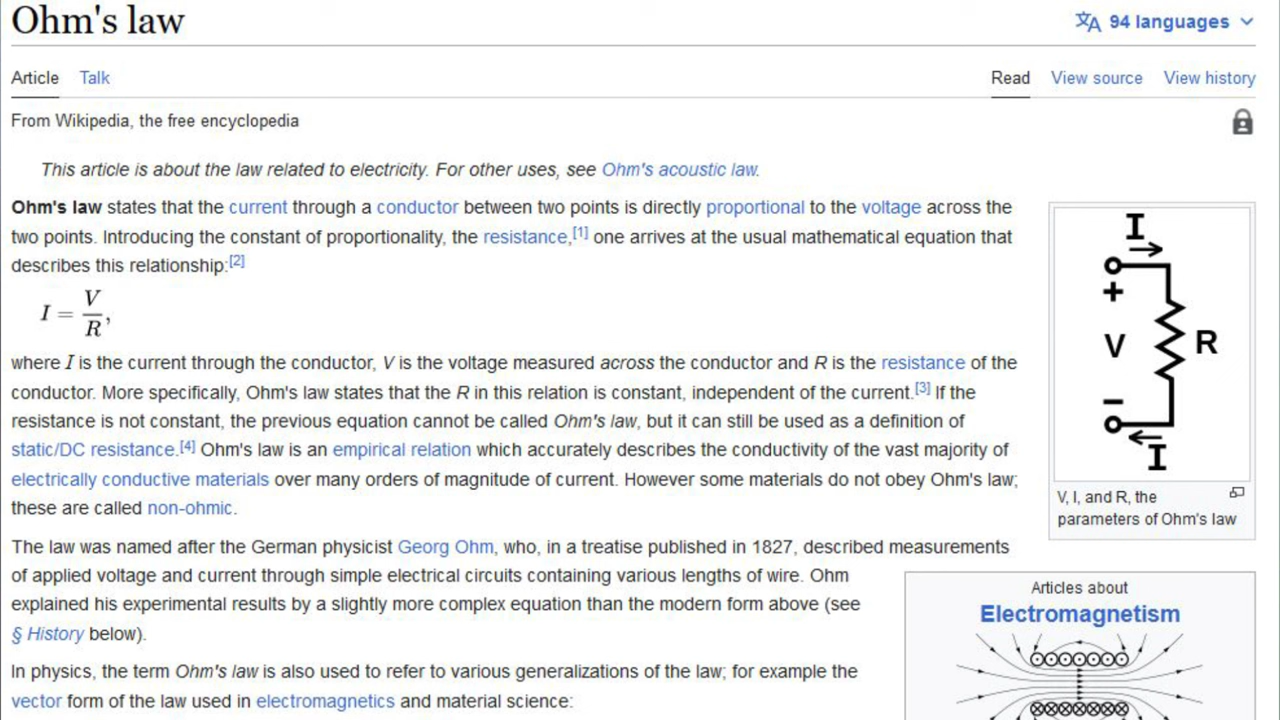 Ohm's law
94 languages
Article Talk
Read View source View history
From Wikipedia, the free encyclopedia
This article is about the law related to electricity. For other uses, see Ohm's acoustic law.
Ohm's law states that the current through a conductor between two points is directly proportional to the voltage across the
two points. Introducing the constant of proportionality, the resistance,[1] one arrives at the usual mathematical equation that
describes this relationship:[2]
I = V/R,
where I is the current through the conductor, V is the voltage measured across the conductor and R is the resistance of the
conductor. More specifically, Ohm's law states that the R in this relation is constant, independent of the current.[3] If the
resistance is not constant, the previous equation cannot be called Ohm's law, but it can still be used as a definition of
static/DC resistance.[4] Ohm's law is an empirical relation which accurately describes the conductivity of the vast majority of
electrically conductive materials over many orders of magnitude of current. However some materials do not obey Ohm's law;
these are called non-ohmic.
The law was named after the German physicist Georg Ohm, who, in a treatise published in 1827, described measurements
of applied voltage and current through simple electrical circuits containing various lengths of wire. Ohm
explained his experimental results by a slightly more complex equation than the modern form above (see
§ History below).
In physics, the term Ohm's law is also used to refer to various generalizations of the law; for example the
vector form of the law used in electromagnetics and material science:
I
+
V R
−
I
V, I, and R, the
parameters of Ohm's law
Articles about
Electromagnetism